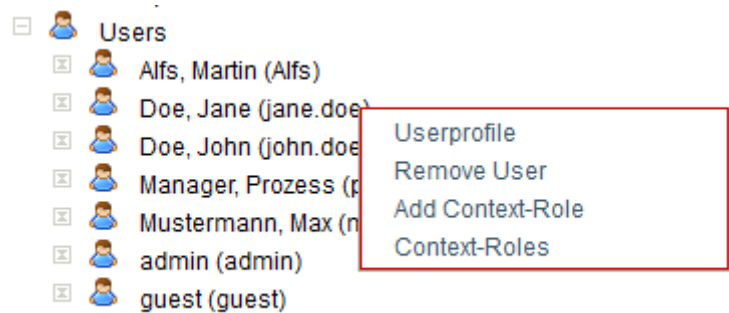 Users
Alfs, Martin (Alfs)
Doe, Jane (jane.doe)
Doe, John (john.doe
Manager, Prozess (
Mustermann, Max (
admin (admin)
guest (guest)
Userprofile
Remove User
Add Context-Role
Context-Roles